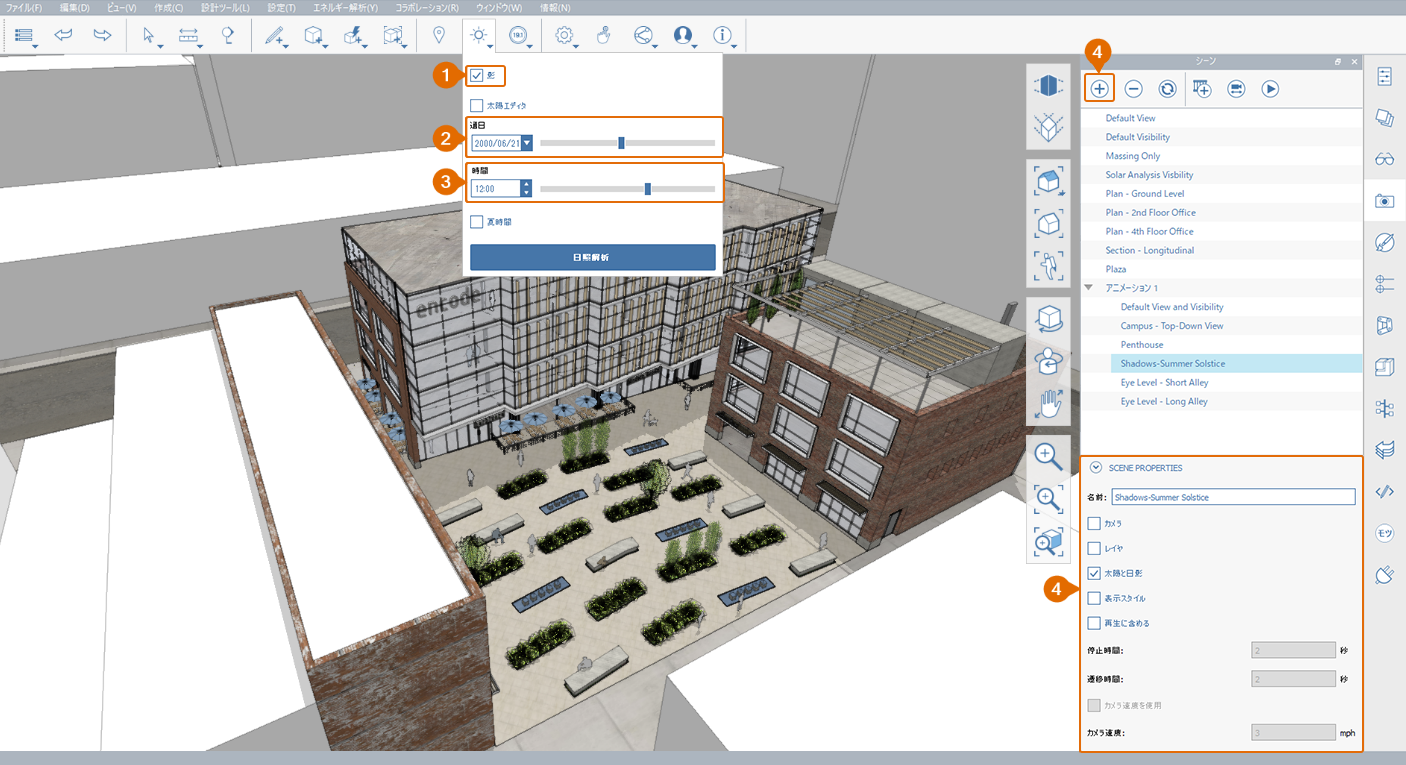 ファイル(F) 編集(D) ビュー(V) 作成(C) 設計ツール(L) 設定(T) エネルギー解析(Y) コラボレーション(R) ウィンドウ(W) 情報(N)
19:1
1
影
太陽エディタ
2
週日
2000/06/21
3
時間
12:00
夏時間
日照解析
encode
4
シーン
Default View
Default Visibility
Massing Only
Solar Analysis Visbility
Plan - Ground Level
Plan - 2nd Floor Office
Plan - 4th Floor Office
Section - Longitudinal
Plaza
アニメーション 1
Default View and Visibility
Campus - Top-Down View
Penthouse
Shadows-Summer Solstice
Eye Level - Short Alley
Eye Level - Long Alley
SCENE PROPERTIES
名前: Shadows-Summer Solstice
カメラ
レイヤ
4
太陽と日影
表示スタイル
再生に含める
停止時間: 2 秒
遷移時間: 2 秒
カメラ速度を使用
カメラ速度: 3 mph
モツ